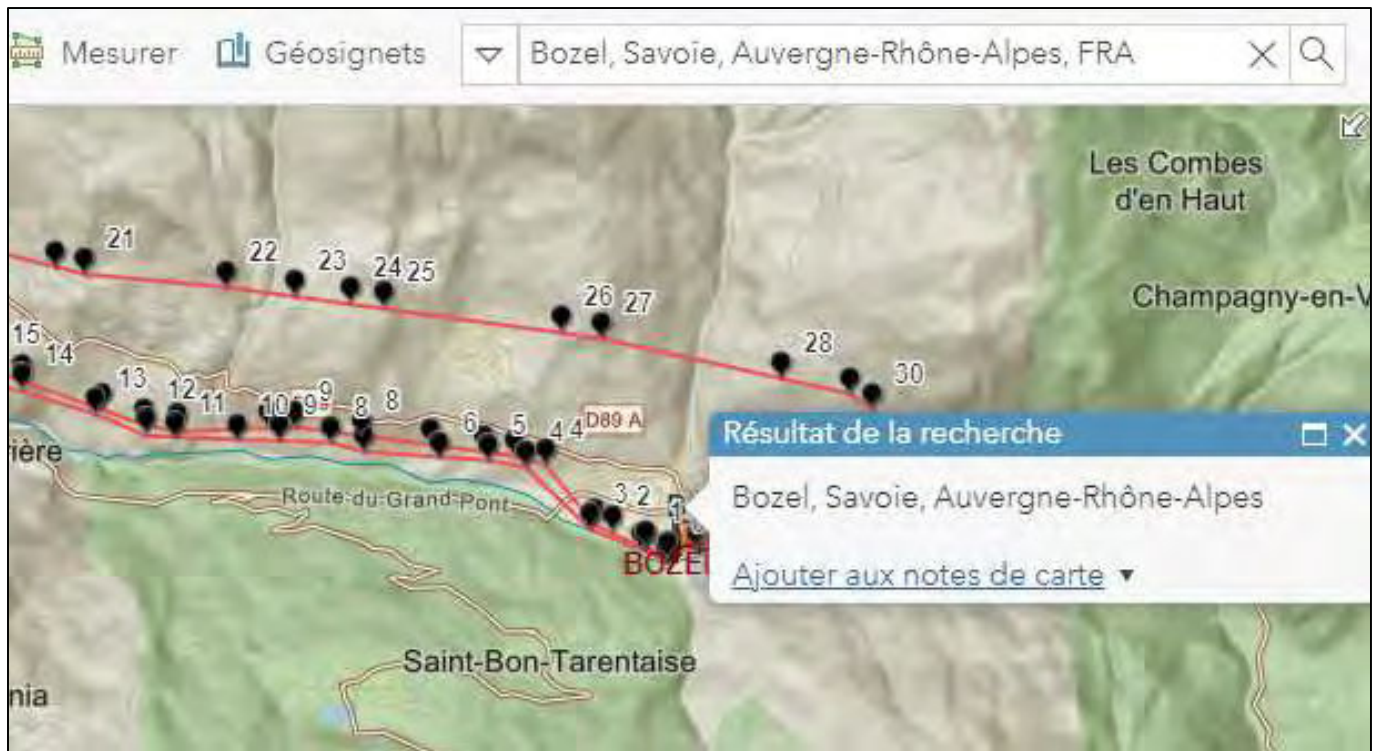 Mesurer Géosignets Bozel, Savoie, Auvergne-Rhône-Alpes, FRA
Les Combes
d'en Haut
21 22 23 24 25
Champagny-en-V
26 27
28
30
15 14
13 12 11 10 9 9 8 8 6 5 4 4
D89 A
Résultat de la recherche
ière
Route du Grand Pont
3 2 1
Bozel, Savoie, Auvergne-Rhône-Alpes
BOZEL
Ajouter aux notes de carte
Saint-Bon-Tarentaise
nia